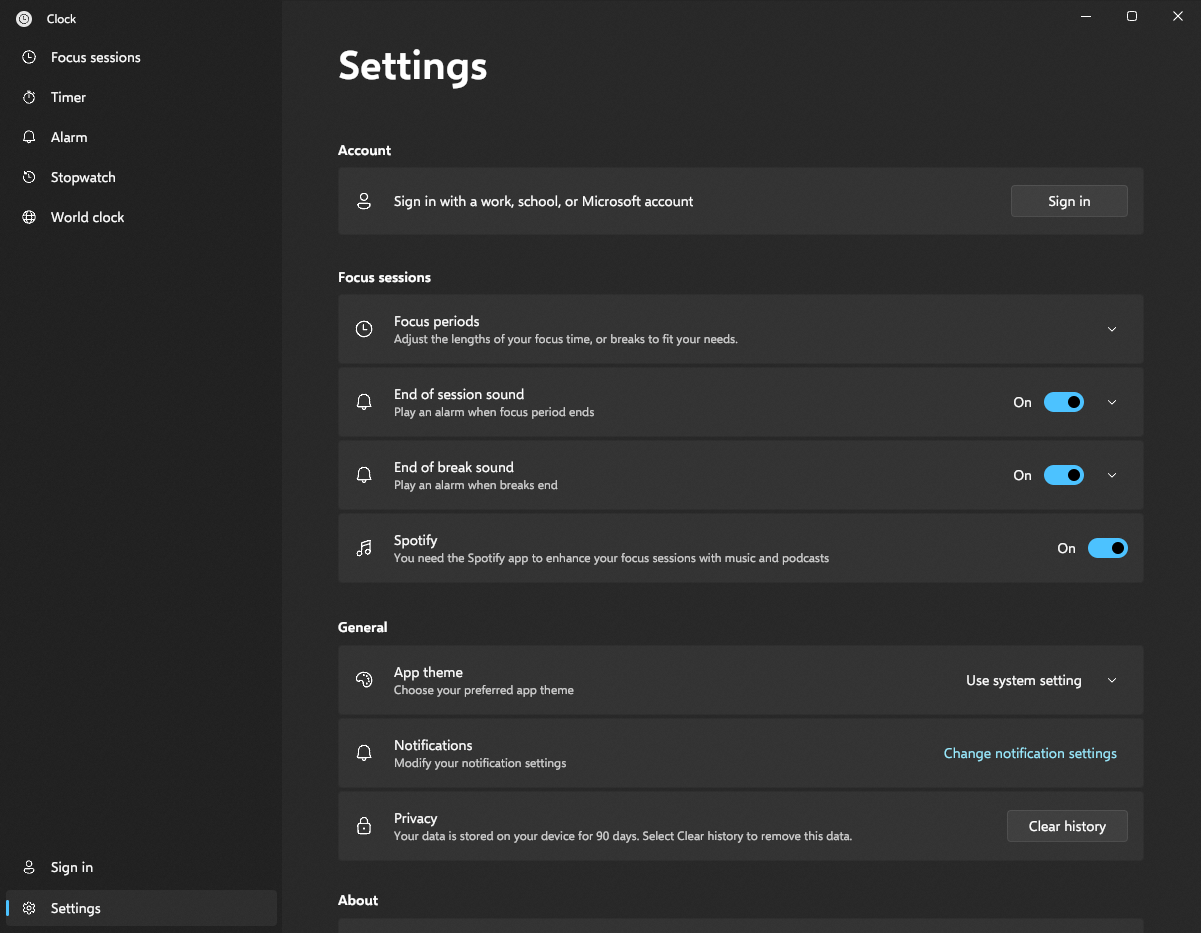 Clock
Focus sessions
Timer
Alarm
Stopwatch
World clock
Sign in
Settings
Settings
Account
Sign in with a work, school, or Microsoft account
Sign in
Focus sessions
Focus periods
Adjust the lengths of your focus time, or breaks to fit your needs.
End of session sound
Play an alarm when focus period ends
On
End of break sound
Play an alarm when breaks end
On
Spotify
You need the Spotify app to enhance your focus sessions with music and podcasts
On
General
App theme
Choose your preferred app theme
Use system setting
Notifications
Modify your notification settings
Change notification settings
Privacy
Your data is stored on your device for 90 days. Select Clear history to remove this data.
Clear history
About